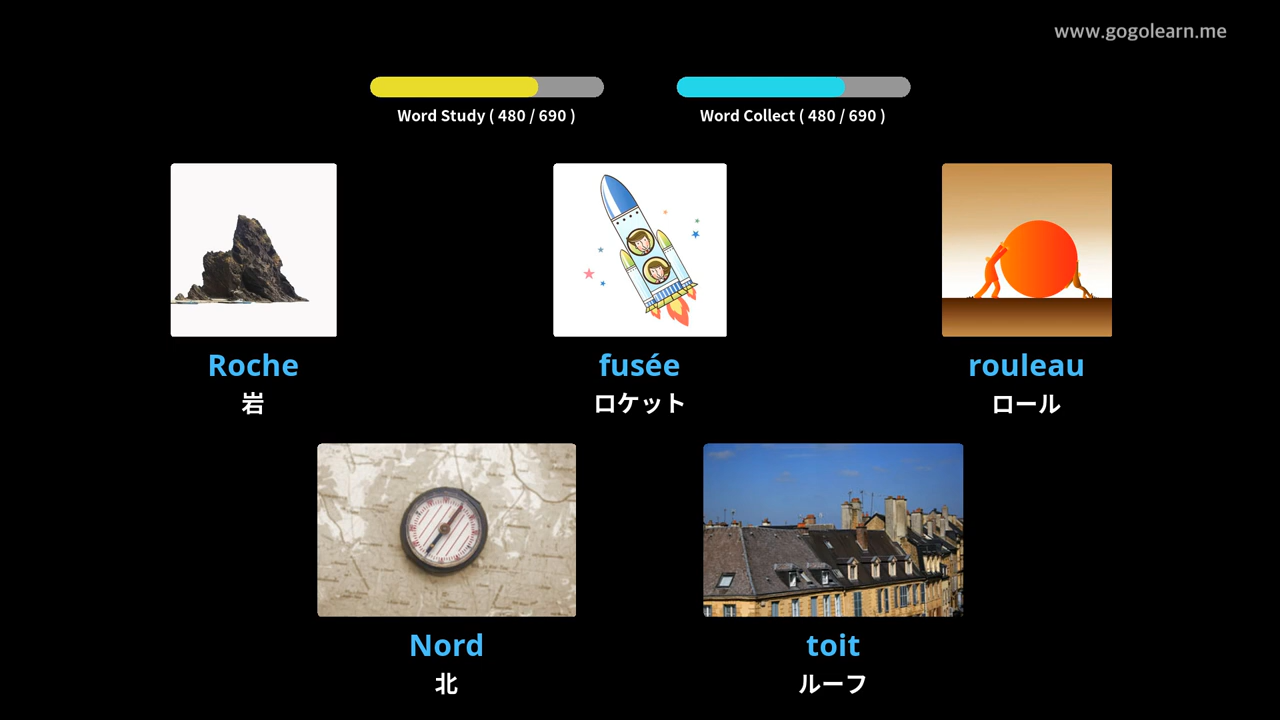 www.gogolearn.me
Word Study ( 480 / 690 )
Word Collect ( 480 / 690 )
Roche
岩
fusée
ロケット
rouleau
ロール
Nord
北
toit
ルーフ